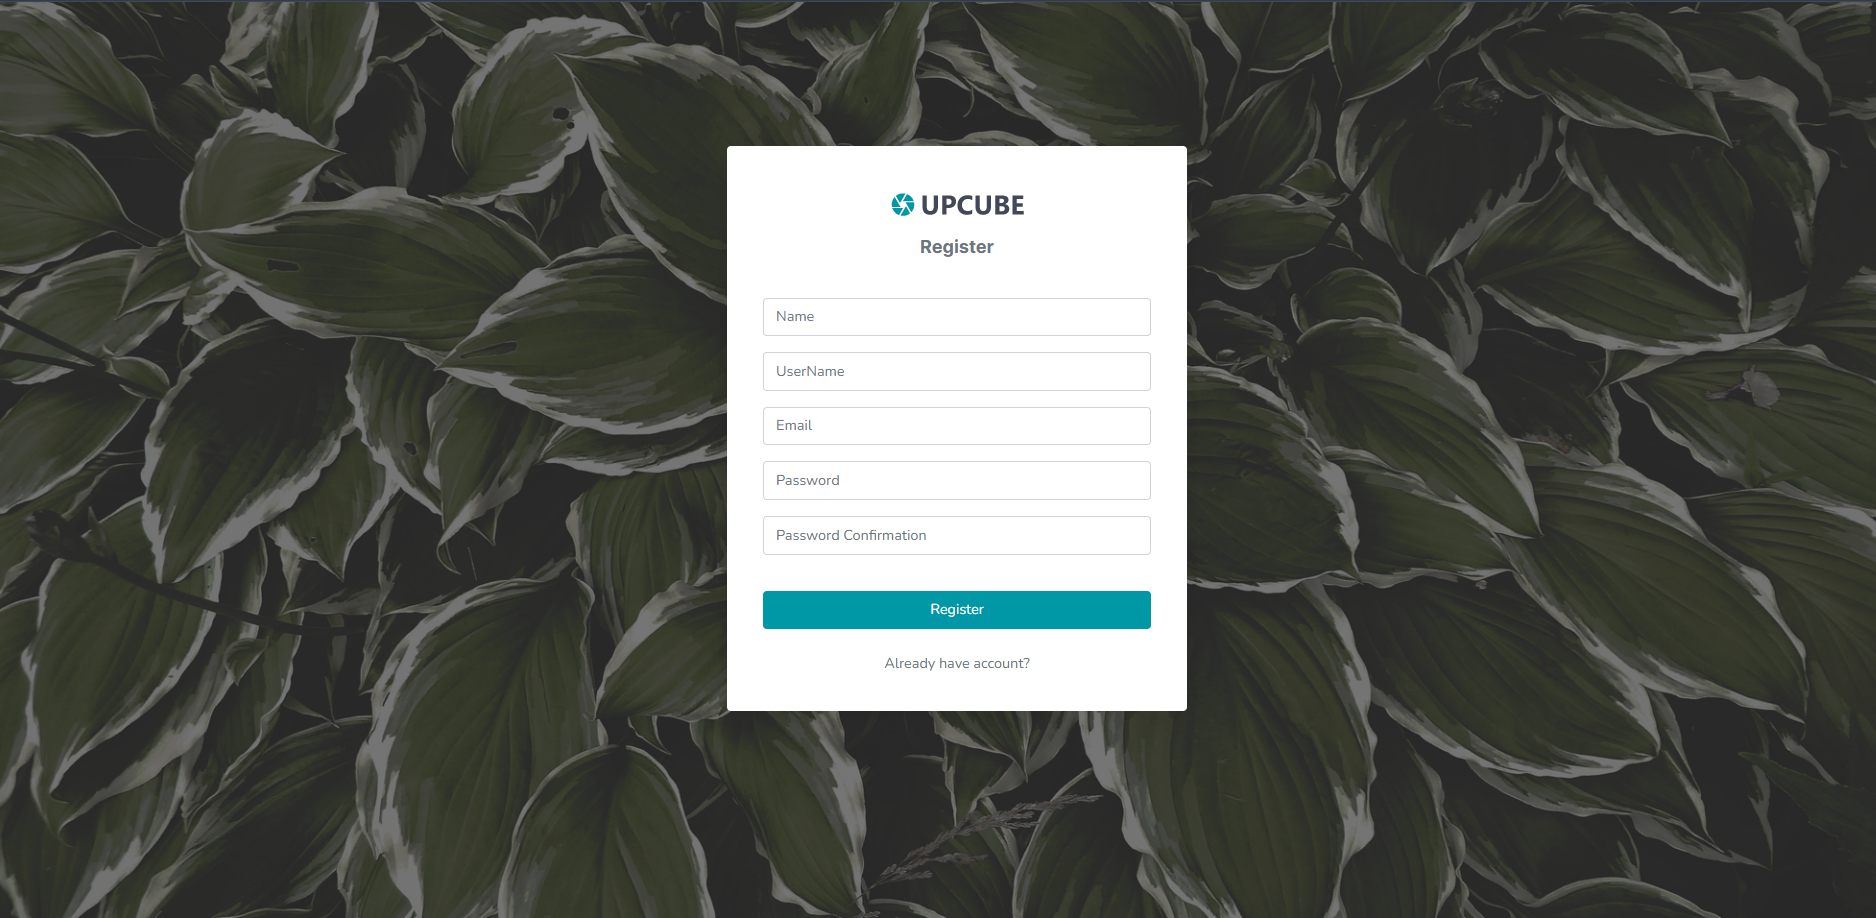 UPCUBE
Register
Name
UserName
Email
Password
Password Confirmation
Register
Already have account?